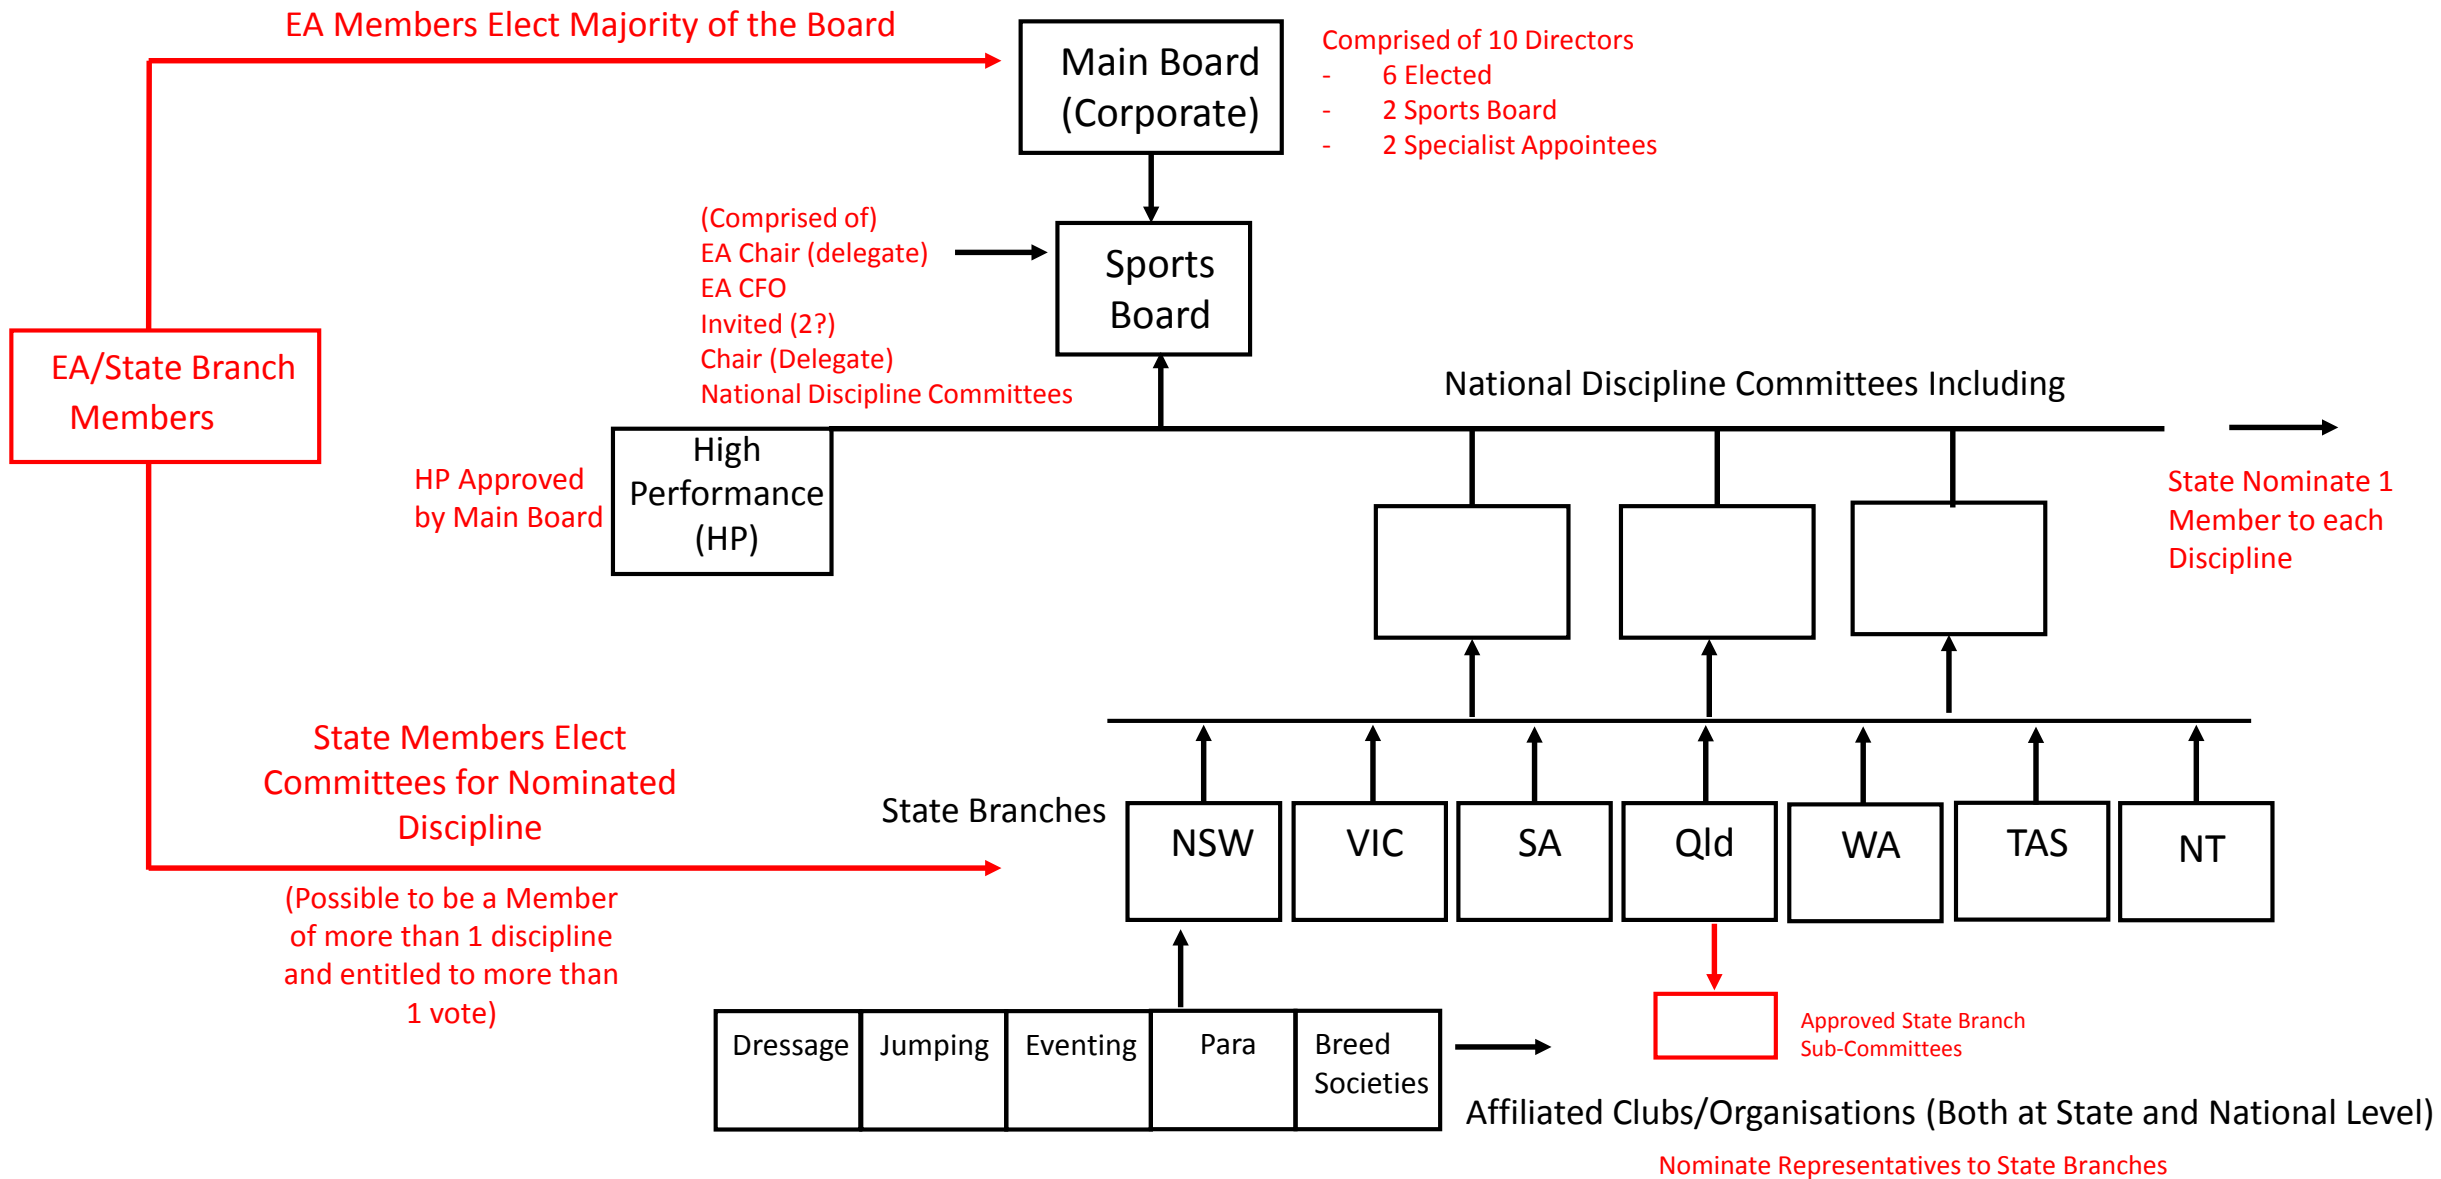 EA Members Elect Majority of the Board
Main Board
(Corporate)
Comprised of 10 Directors
- 6 Elected
- 2 Sports Board
- 2 Specialist Appointees
(Comprised of)
EA Chair (delegate)
EA CFO
Invited (2?)
Chair (Delegate)
National Discipline Committees
Sports
Board
EA/State Branch
Members
National Discipline Committees Including
HP Approved
by Main Board
High
Performance
(HP)
State Nominate 1
Member to each
Discipline
State Members Elect
Committees for Nominated
Discipline
(Possible to be a Member
of more than 1 discipline
and entitled to more than
1 vote)
State Branches
NSW
VIC
SA
Qld
WA
TAS
NT
Dressage
Jumping
Eventing
Para
Breed
Societies
Approved State Branch
Sub-Committees
Affiliated Clubs/Organisations (Both at State and National Level)
Nominate Representatives to State Branches